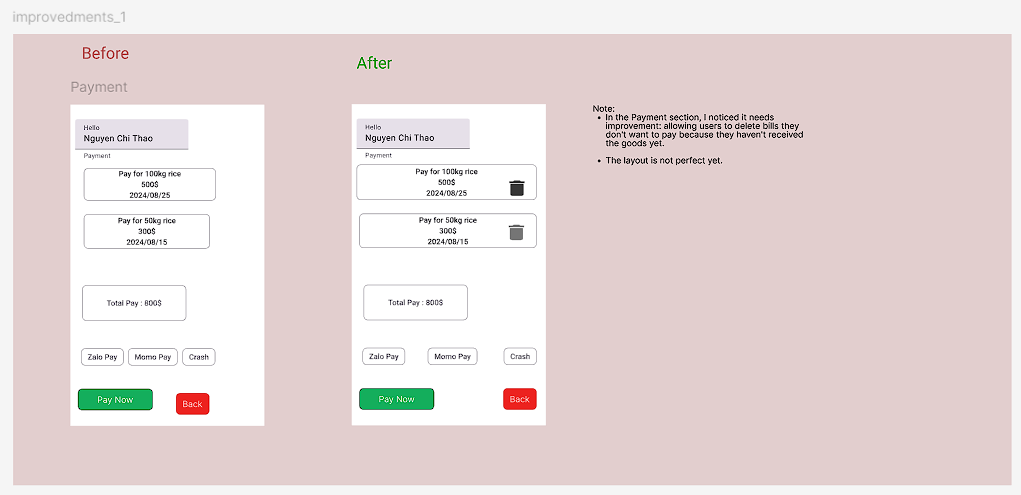 improvedments_1
Before
Payment
Hello
Nguyen Chi Thao
Payment
Pay for 100kg rice
500$
2024/08/25
Pay for 50kg rice
300$
2024/08/15
Total Pay : 800$
Zalo Pay
Momo Pay
Crash
Pay Now
Back
After
Hello
Nguyen Chi Thao
Payment
Pay for 100kg rice
500$
2024/08/25
Pay for 50kg rice
300$
2024/08/15
Total Pay : 800$
Zalo Pay
Momo Pay
Crash
Pay Now
Back
Note:
• In the Payment section, I noticed it needs
improvement: allowing users to delete bills they
don't want to pay because they haven't received
the goods yet.
• The layout is not perfect yet.